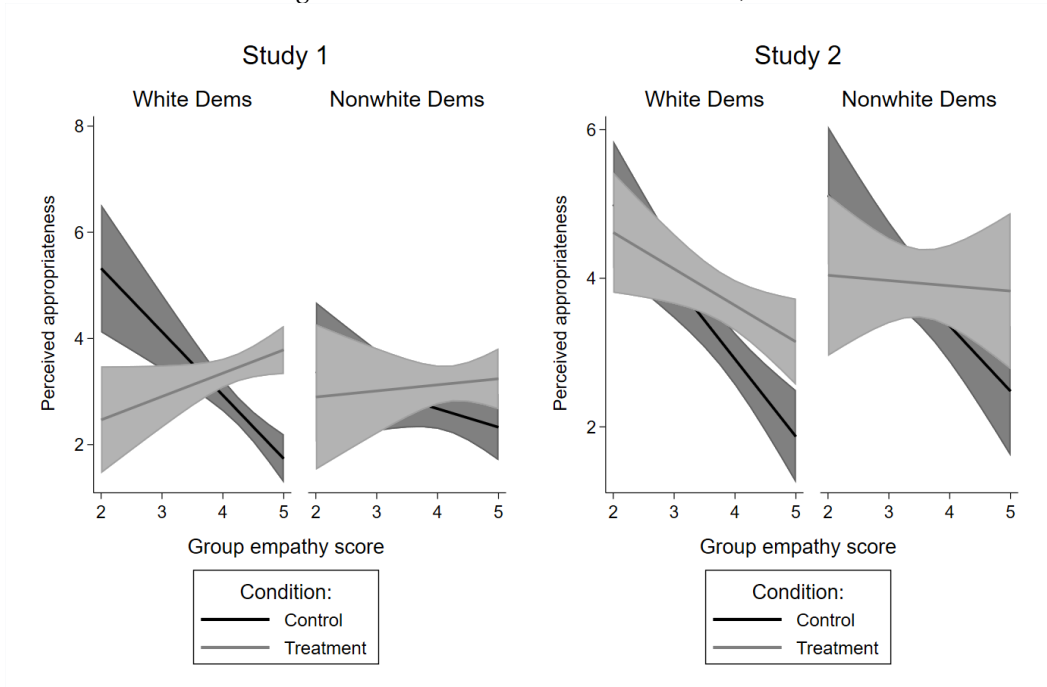 Study 1
White Dems
Nonwhite Dems
Perceived appropriateness
8
6
4
2
2 3 4 5
2 3 4 5
Group empathy score
Condition:
Control
Treatment
Study 2
White Dems
Nonwhite Dems
Perceived appropriateness
6
4
2
2 3 4 5
2 3 4 5
Group empathy score
Condition:
Control
Treatment